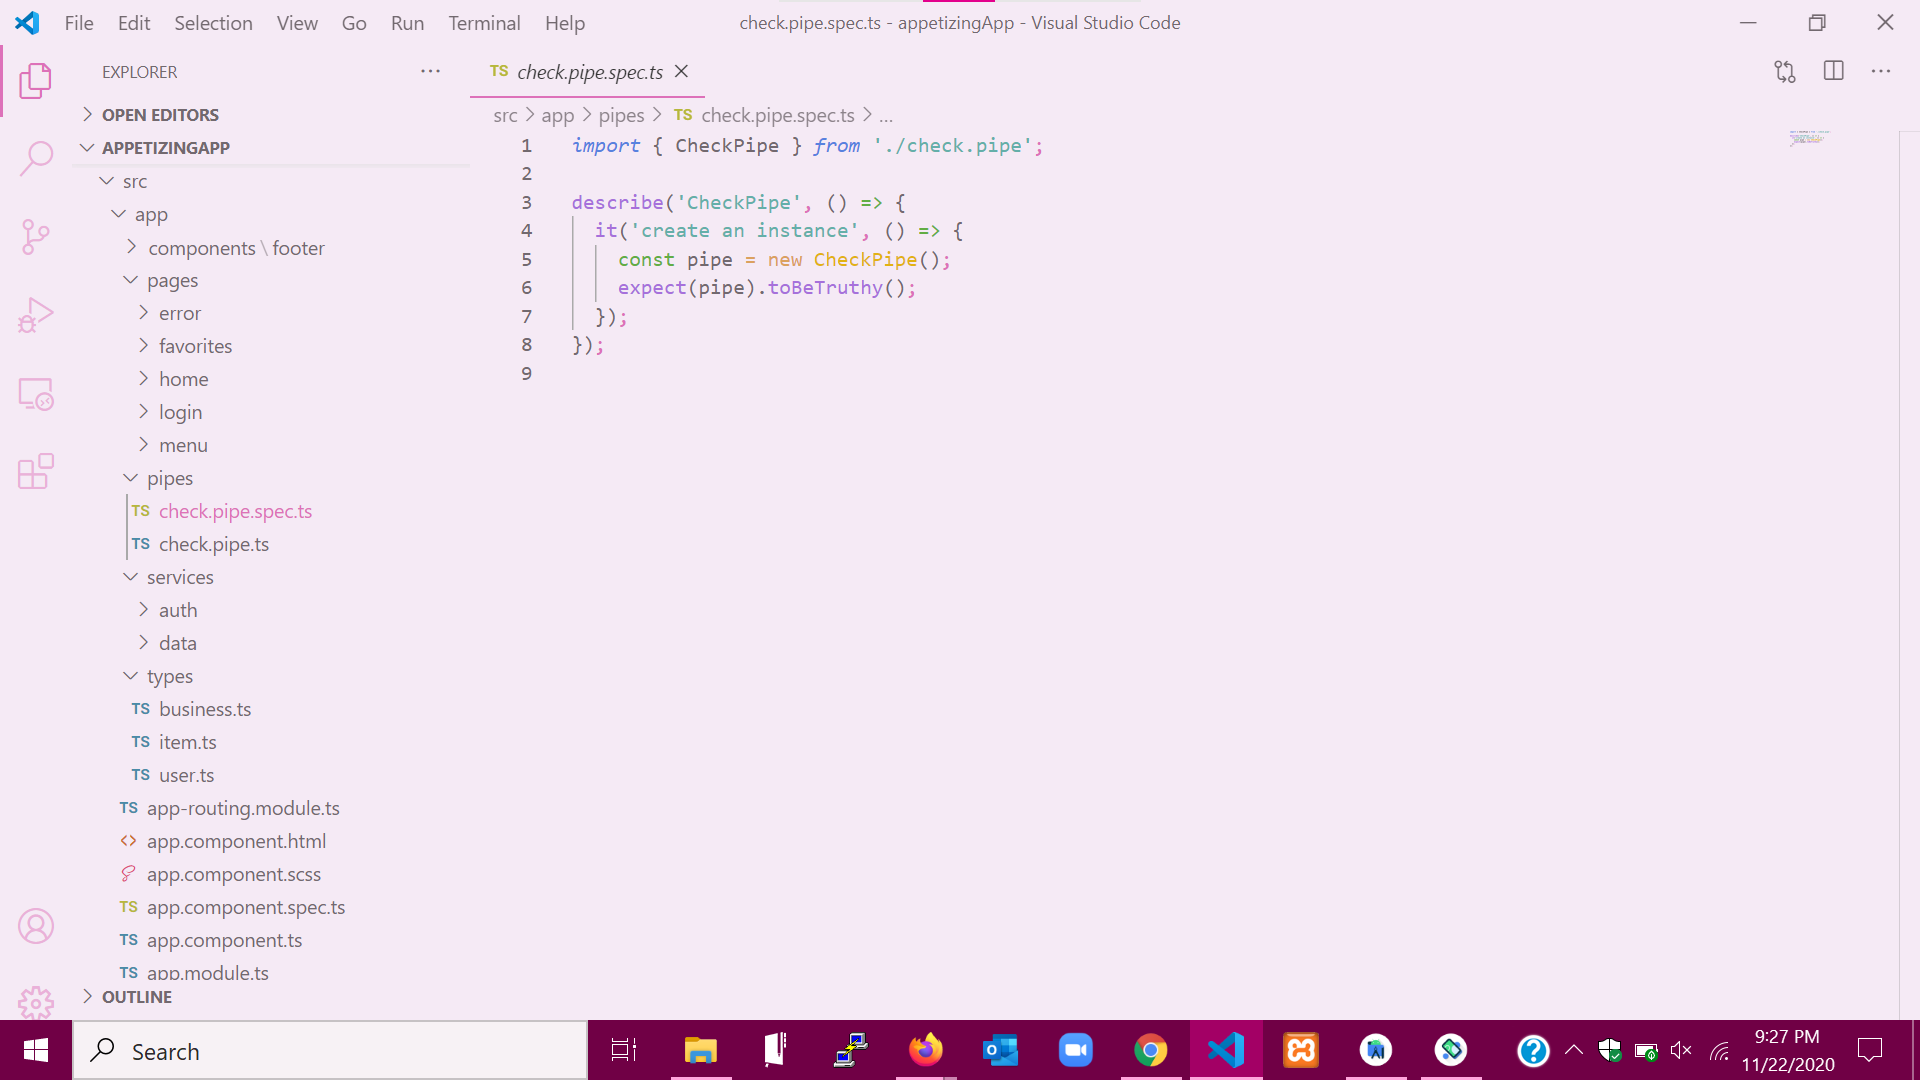 File Edit Selection View Go Run Terminal Help check.pipe.spec.ts - appetizingApp - Visual Studio Code
EXPLORER
OPEN EDITORS
APPETIZINGAPP
src
app
components \ footer
pages
error
favorites
home
login
menu
pipes
TS check.pipe.spec.ts
TS check.pipe.ts
services
auth
data
types
TS business.ts
TS item.ts
TS user.ts
TS app-routing.module.ts
<> app.component.html
app.component.scss
TS app.component.spec.ts
TS app.component.ts
TS app.module.ts
OUTLINE
TS check.pipe.spec.ts
src > app > pipes > TS check.pipe.spec.ts > ...
1 import { CheckPipe } from './check.pipe';
2
3 describe('CheckPipe', () => {
4 it('create an instance', () => {
5 const pipe = new CheckPipe();
6 expect(pipe).toBeTruthy();
7 });
8 });
9
Search
9:27 PM
11/22/2020